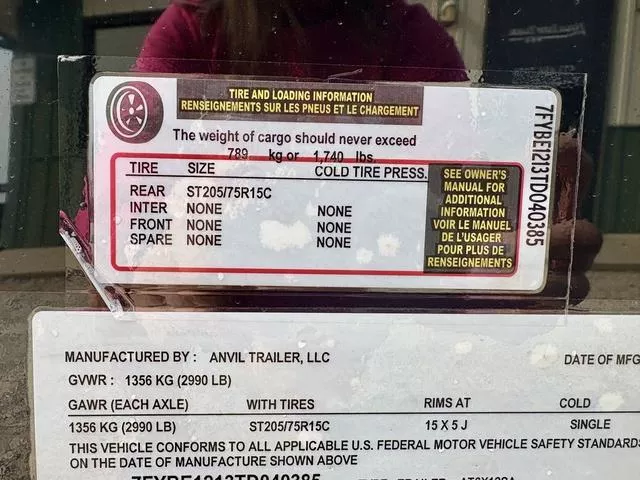 TIRE AND LOADING INFORMATION
RENSEIGNEMENTS SUR LES PNEUS ET LE CHARGEMENT
The weight of cargo should never exceed
789 kg or 1,740 lbs.
TIRE SIZE COLD TIRE PRESS.
REAR ST205/75R15C
INTER NONE NONE
FRONT NONE NONE
SPARE NONE NONE
SEE OWNER'S
MANUAL FOR
ADDITIONAL
INFORMATION
VOIR LE MANUEL
DE L'USAGER
POUR PLUS DE
RENSEIGNEMENTS
7FYBE1213TD040385
MANUFACTURED BY : ANVIL TRAILER, LLC DATE OF MFG
GVWR : 1356 KG (2990 LB)
GAWR (EACH AXLE) WITH TIRES RIMS AT COLD
1356 KG (2990 LB) ST205/75R15C 15 X 5 J SINGLE
THIS VEHICLE CONFORMS TO ALL APPLICABLE U.S. FEDERAL MOTOR VEHICLE SAFETY STANDARDS
ON THE DATE OF MANUFACTURE SHOWN ABOVE
7FYBE1213TD040385